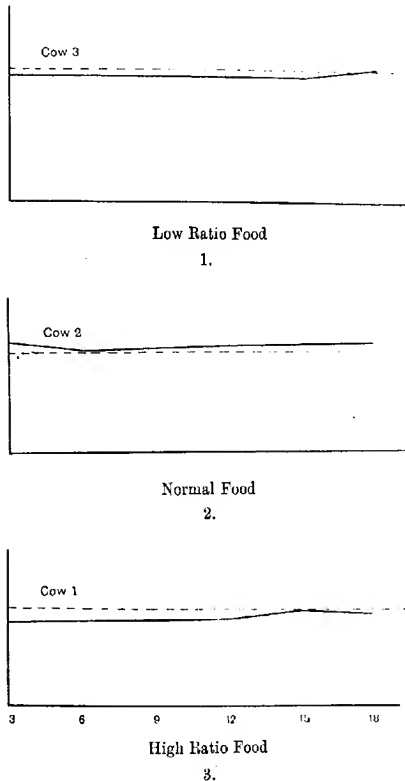 Cow 3
Low Ratio Food
1.
Cow 2
Normal Food
2.
Cow 1
3 6 9 12 15 18
High Ratio Food
3.